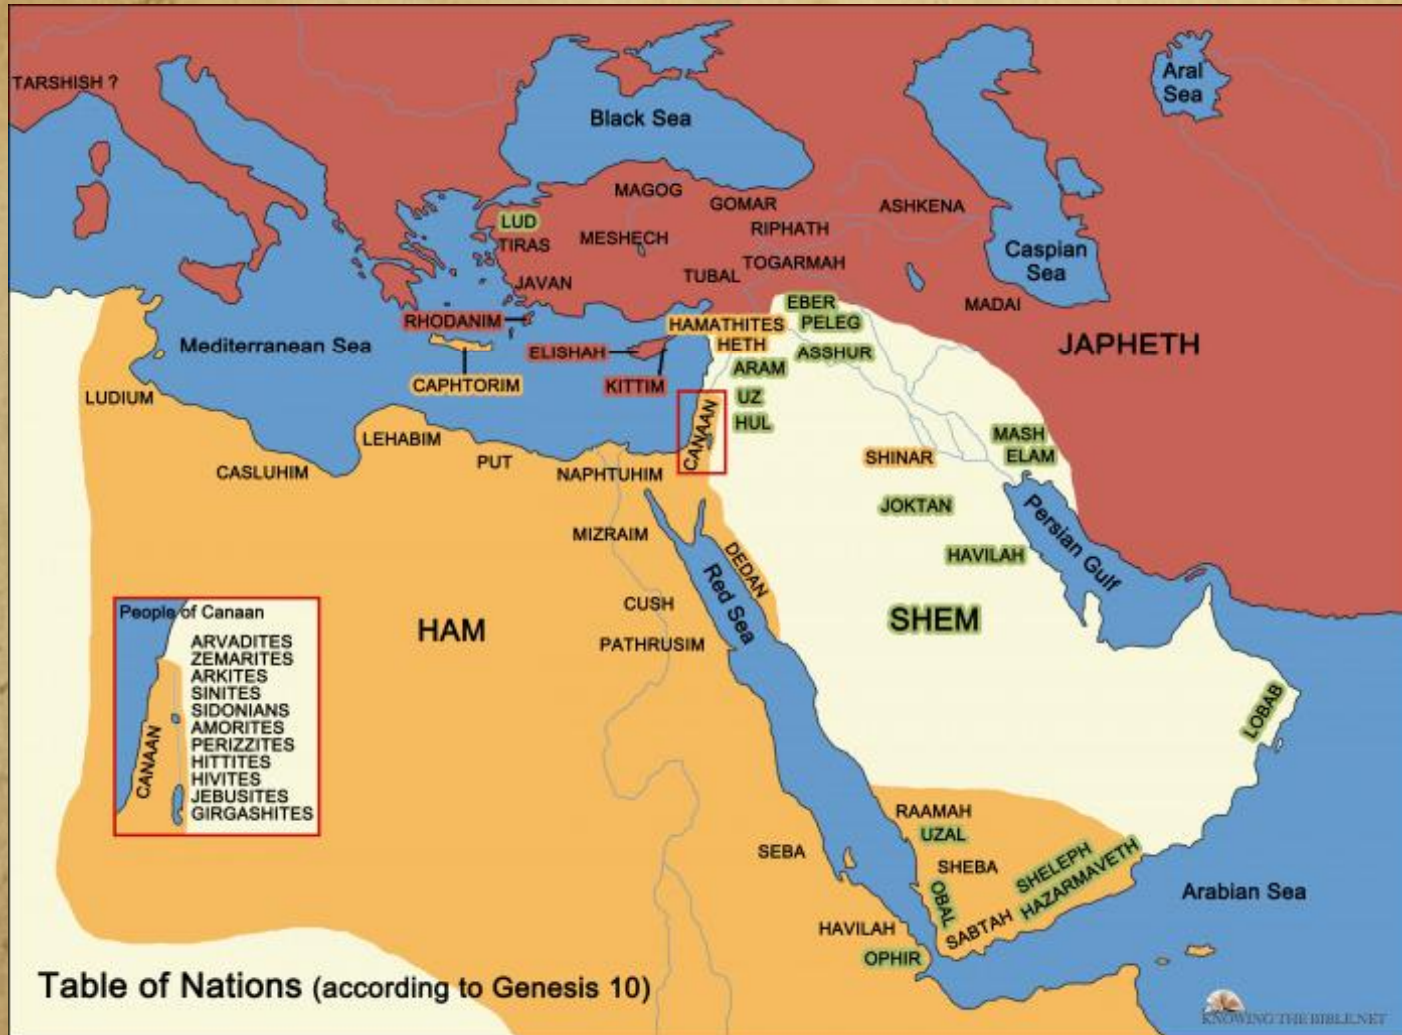 TARSHISH ?
Aral
Sea
Black Sea
MAGOG
GOMAR
ASHKENA
LUD
TIRAS
MESHECH
RIPHATH
Caspian
Sea
TOGARMAH
TUBAL
JAVAN
MADAI
EBER
PELEG
RHODANIM
HAMATHITES
HETH
JAPHETH
Mediterranean Sea
ELISHAH
ASSHUR
ARAM
CAPHTORIM
KITTIM
UZ
LUDIUM
HUL
CANAAN
LEHABIM
MASH
ELAM
SHINAR
PUT
CASLUHIM
NAPHTUHIM
JOKTAN
Persian Gulf
MIZRAIM
DEDAN
HAVILAH
Red Sea
CUSH
HAM
SHEM
PATHRUSIM
People of Canaan
ARVADITES
ZEMARITES
ARKITES
SINITES
SIDONIANS
AMORITES
PERIZZITES
HITTITES
HIVITES
JEBUSITES
GIRGASHITES
CANAAN
LOBAB
RAAMAH
UZAL
SEBA
SHEBA
SHELEPH
HAZARMAVETH
OBAL
SABTAH
Arabian Sea
HAVILAH
OPHIR
Table of Nations (according to Genesis 10)
KNOWING THE BIBLE.NET